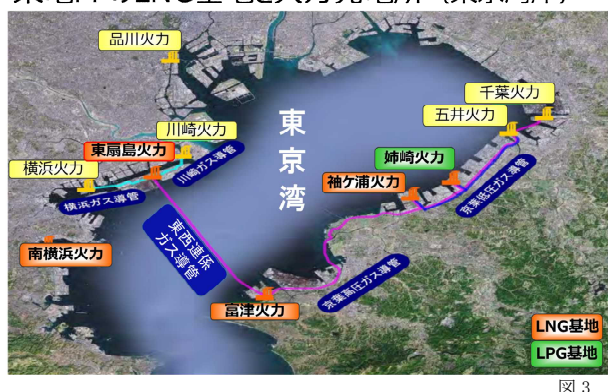 品川火力
千葉火力
五井火力
川崎火力
東扇島火力
川崎ガス導管
姉崎火力
横浜火力
袖ケ浦火力
横浜ガス導管
京葉低圧ガス導管
東京湾
南横浜火力
東西連係
ガス導管
京葉高圧ガス導管
富津火力
LNG基地
LPG基地
図3